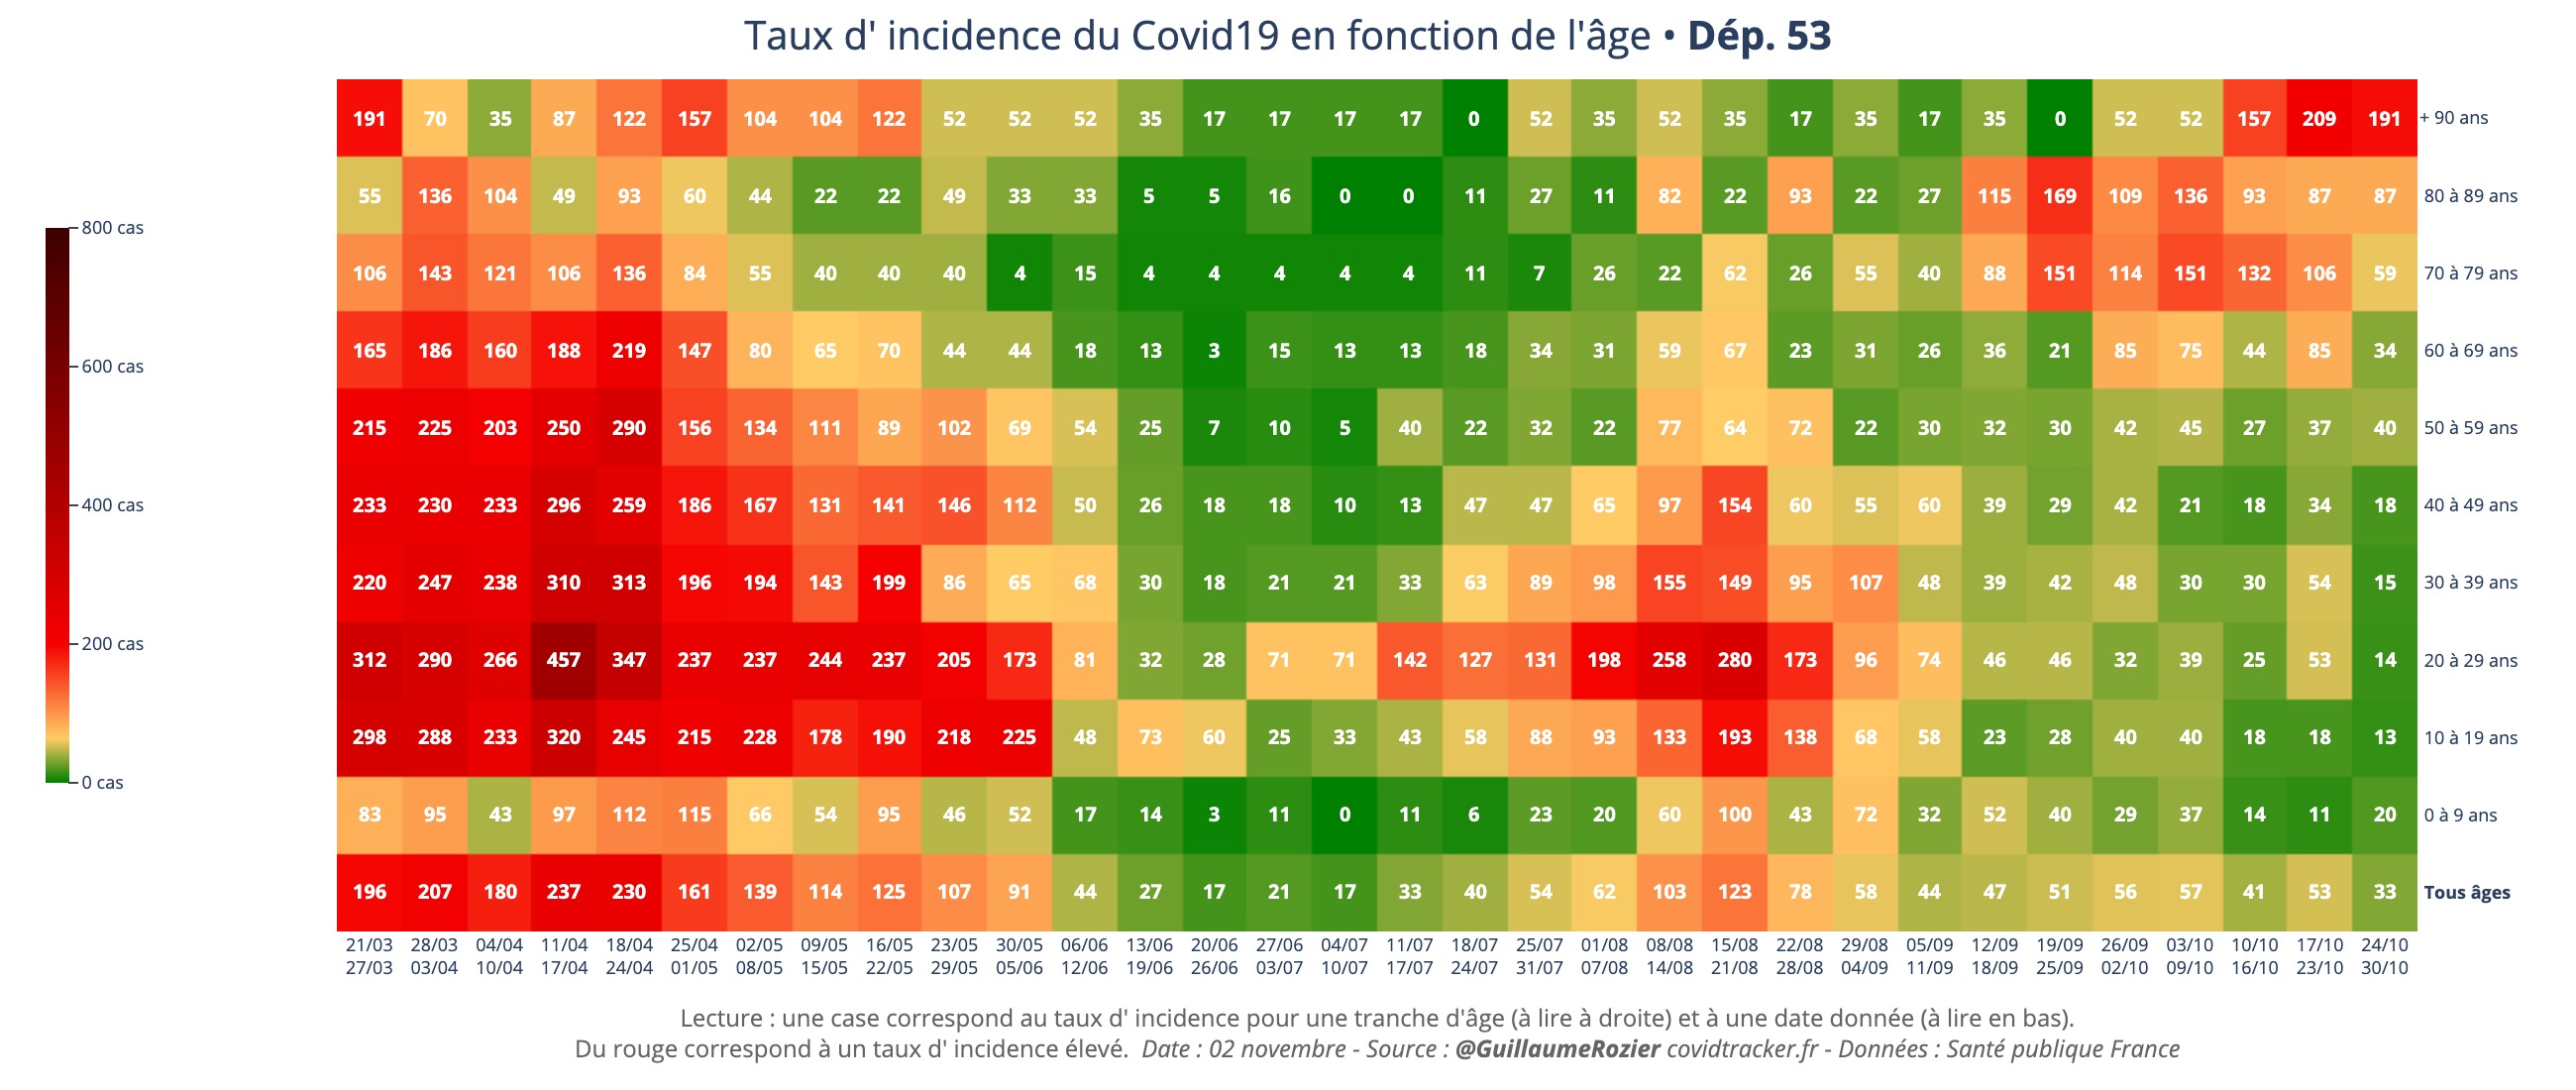 Taux d' incidence du Covid19 en fonction de l'âge • Dép. 53
191 70 35 87 122 157 104 104 122 52 52 52 35 17 17 17 17 0 52 35 52 35 17 35 17 35 0 52 52 157 209 191 + 90 ans
55 136 104 49 93 60 44 22 22 49 33 33 5 5 16 0 0 11 27 11 82 22 93 22 27 115 169 109 136 93 87 87 80 à 89 ans
800 cas
106 143 121 106 136 84 55 40 40 40 4 15 4 4 4 4 4 11 7 26 22 62 26 55 40 88 151 114 151 132 106 59 70 à 79 ans
165 186 160 188 219 147 80 65 70 44 44 18 13 3 15 13 13 18 34 31 59 67 23 31 26 36 21 85 75 44 85 34 60 à 69 ans
600 cas
215 225 203 250 290 156 134 111 89 102 69 54 25 7 10 5 40 22 32 22 77 64 72 22 30 32 30 42 45 27 37 40 50 à 59 ans
400 cas
233 230 233 296 259 186 167 131 141 146 112 50 26 18 18 10 13 47 47 65 97 154 60 55 60 39 29 42 21 18 34 18 40 à 49 ans
220 247 238 310 313 196 194 143 199 86 65 68 30 18 21 21 33 63 89 98 155 149 95 107 48 39 42 48 30 30 54 15 30 à 39 ans
200 cas
312 290 266 457 347 237 237 244 237 205 173 81 32 28 71 71 142 127 131 198 258 280 173 96 74 46 46 32 39 25 53 14 20 à 29 ans
298 288 233 320 245 215 228 178 190 218 225 48 73 60 25 33 43 58 88 93 133 193 138 68 58 23 28 40 40 18 18 13 10 à 19 ans
0 cas
83 95 43 97 112 115 66 54 95 46 52 17 14 3 11 0 11 6 23 20 60 100 43 72 32 52 40 29 37 14 11 20 0 à 9 ans
196 207 180 237 230 161 139 114 125 107 91 44 27 17 21 17 33 40 54 62 103 123 78 58 44 47 51 56 57 41 53 33 Tous âges
21/03 28/03 04/04 11/04 18/04 25/04 02/05 09/05 16/05 23/05 30/05 06/06 13/06 20/06 27/06 04/07 11/07 18/07 25/07 01/08 08/08 15/08 22/08 29/08 05/09 12/09 19/09 26/09 03/10 10/10 17/10 24/10
27/03 03/04 10/04 17/04 24/04 01/05 08/05 15/05 22/05 29/05 05/06 12/06 19/06 26/06 03/07 10/07 17/07 24/07 31/07 07/08 14/08 21/08 28/08 04/09 11/09 18/09 25/09 02/10 09/10 16/10 23/10 30/10
Lecture : une case correspond au taux d' incidence pour une tranche d'âge (à lire à droite) et à une date donnée (à lire en bas).
Du rouge correspond à un taux d' incidence élevé. Date : 02 novembre - Source : @GuillaumeRozier covidtracker.fr - Données : Santé publique France